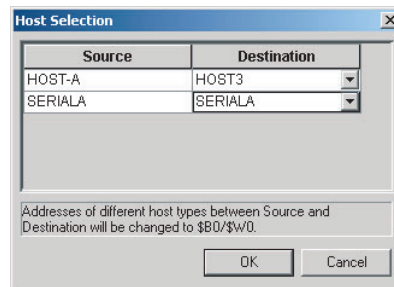 Host Selection
Source Destination
HOST-A HOST3
SERIALA SERIALA
Addresses of different host types between Source and
Destination will be changed to $B0/$W0.
OK Cancel